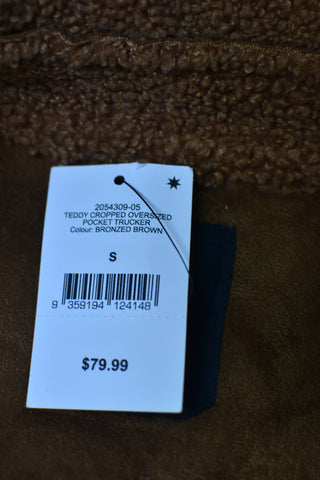 2054309-05
TEDDY CROPPED OVERSIZED
POCKET TRUCKER
Colour: BRONZED BROWN
S
9 359194 124148
$79.99